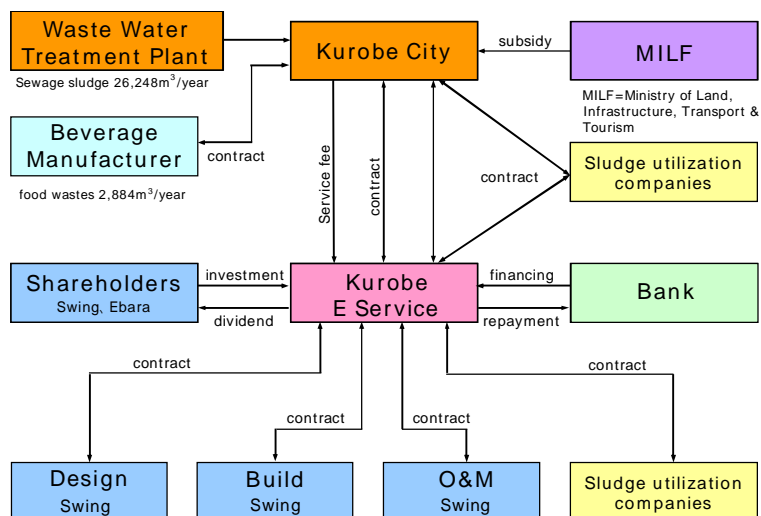 Waste Water
Treatment Plant
Sewage sludge 26,248m³/year
Kurobe City
subsidy
MILF
MILF=Ministry of Land,
Infrastructure, Transport &
Tourism
Beverage
Manufacturer
contract
food wastes 2,884m³/year
Service fee
contract
contract
Sludge utilization
companies
Shareholders
Swing、Ebara
investment
dividend
Kurobe
E Service
financing
repayment
Bank
contract
contract
contract
contract
Design
Swing
Build
Swing
O&M
Swing
Sludge utilization
companies